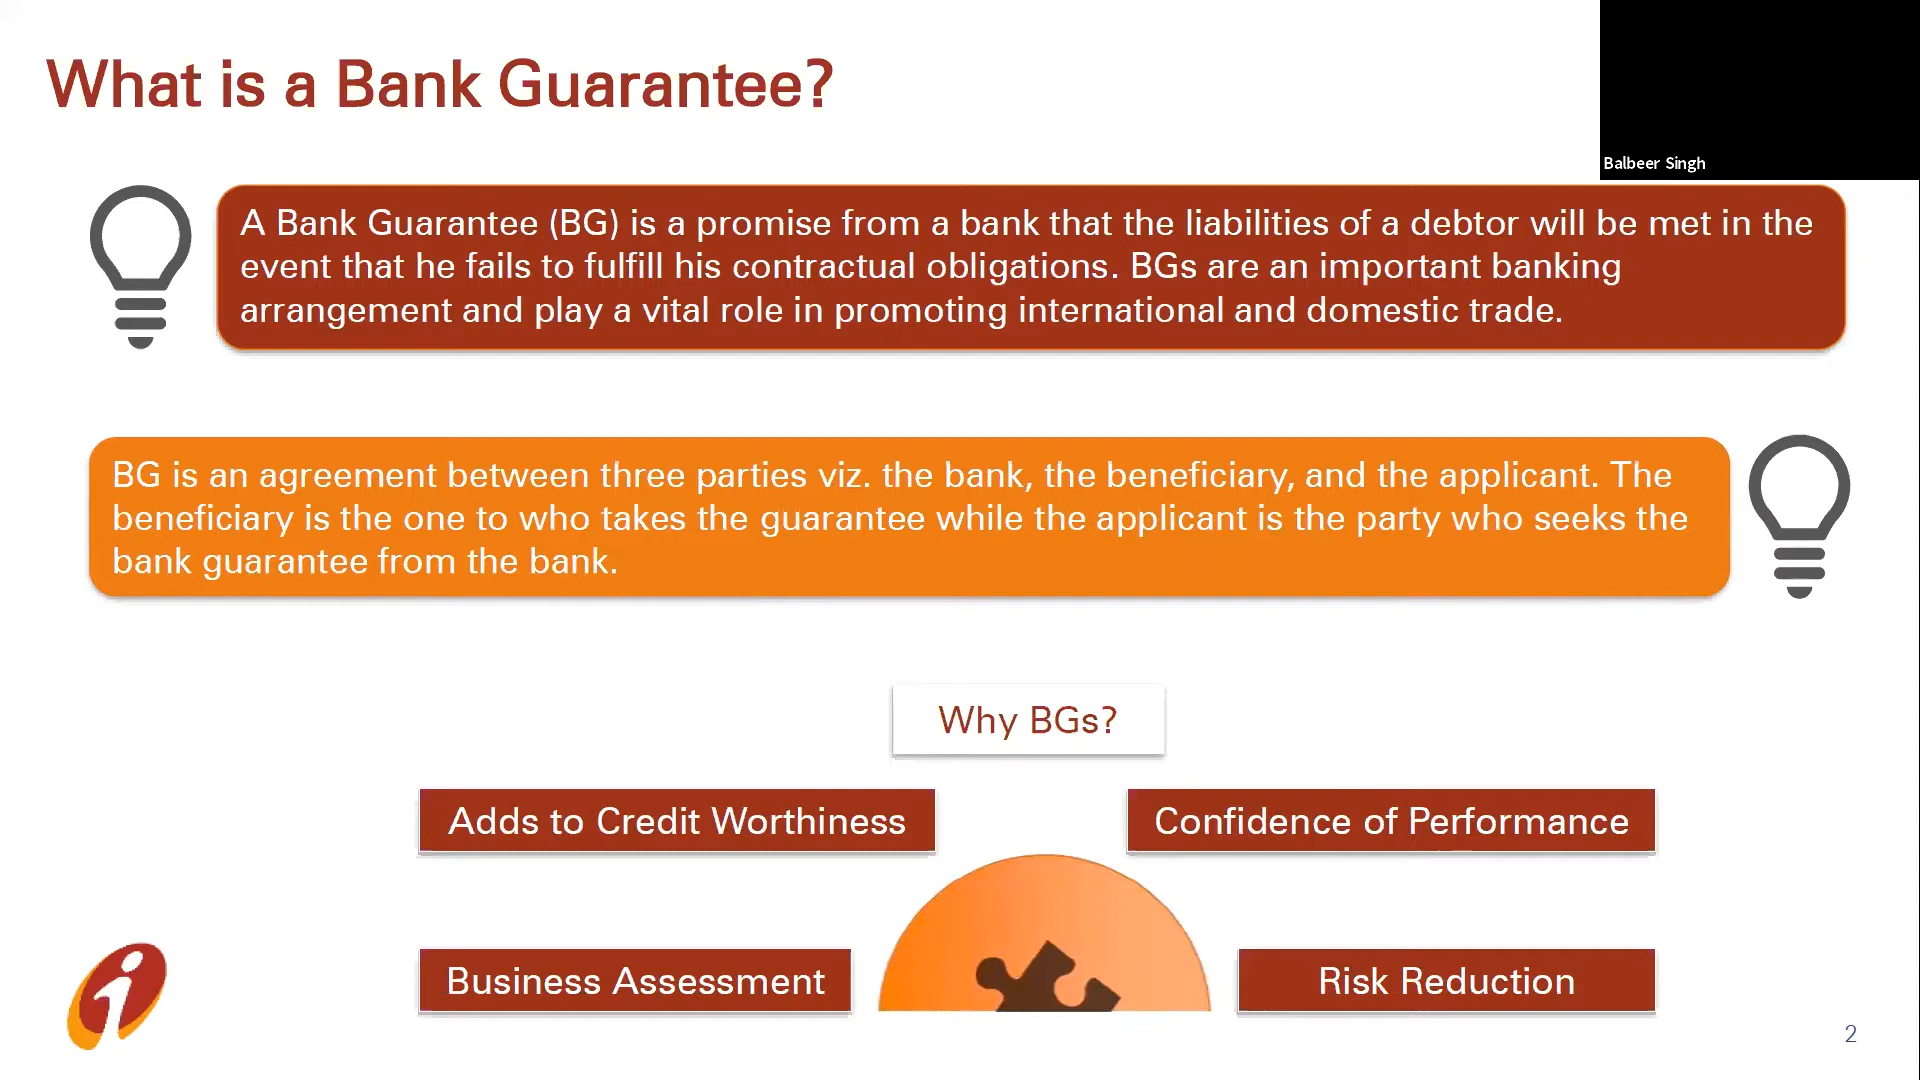 What is a Bank Guarantee?
Balbeer Singh
A Bank Guarantee (BG) is a promise from a bank that the liabilities of a debtor will be met in the
event that he fails to fulfill his contractual obligations. BGs are an important banking
arrangement and play a vital role in promoting international and domestic trade.
BG is an agreement between three parties viz. the bank, the beneficiary, and the applicant. The
beneficiary is the one to who takes the guarantee while the applicant is the party who seeks the
bank guarantee from the bank.
Why BGs?
Adds to Credit Worthiness
Confidence of Performance
Business Assessment
Risk Reduction
2